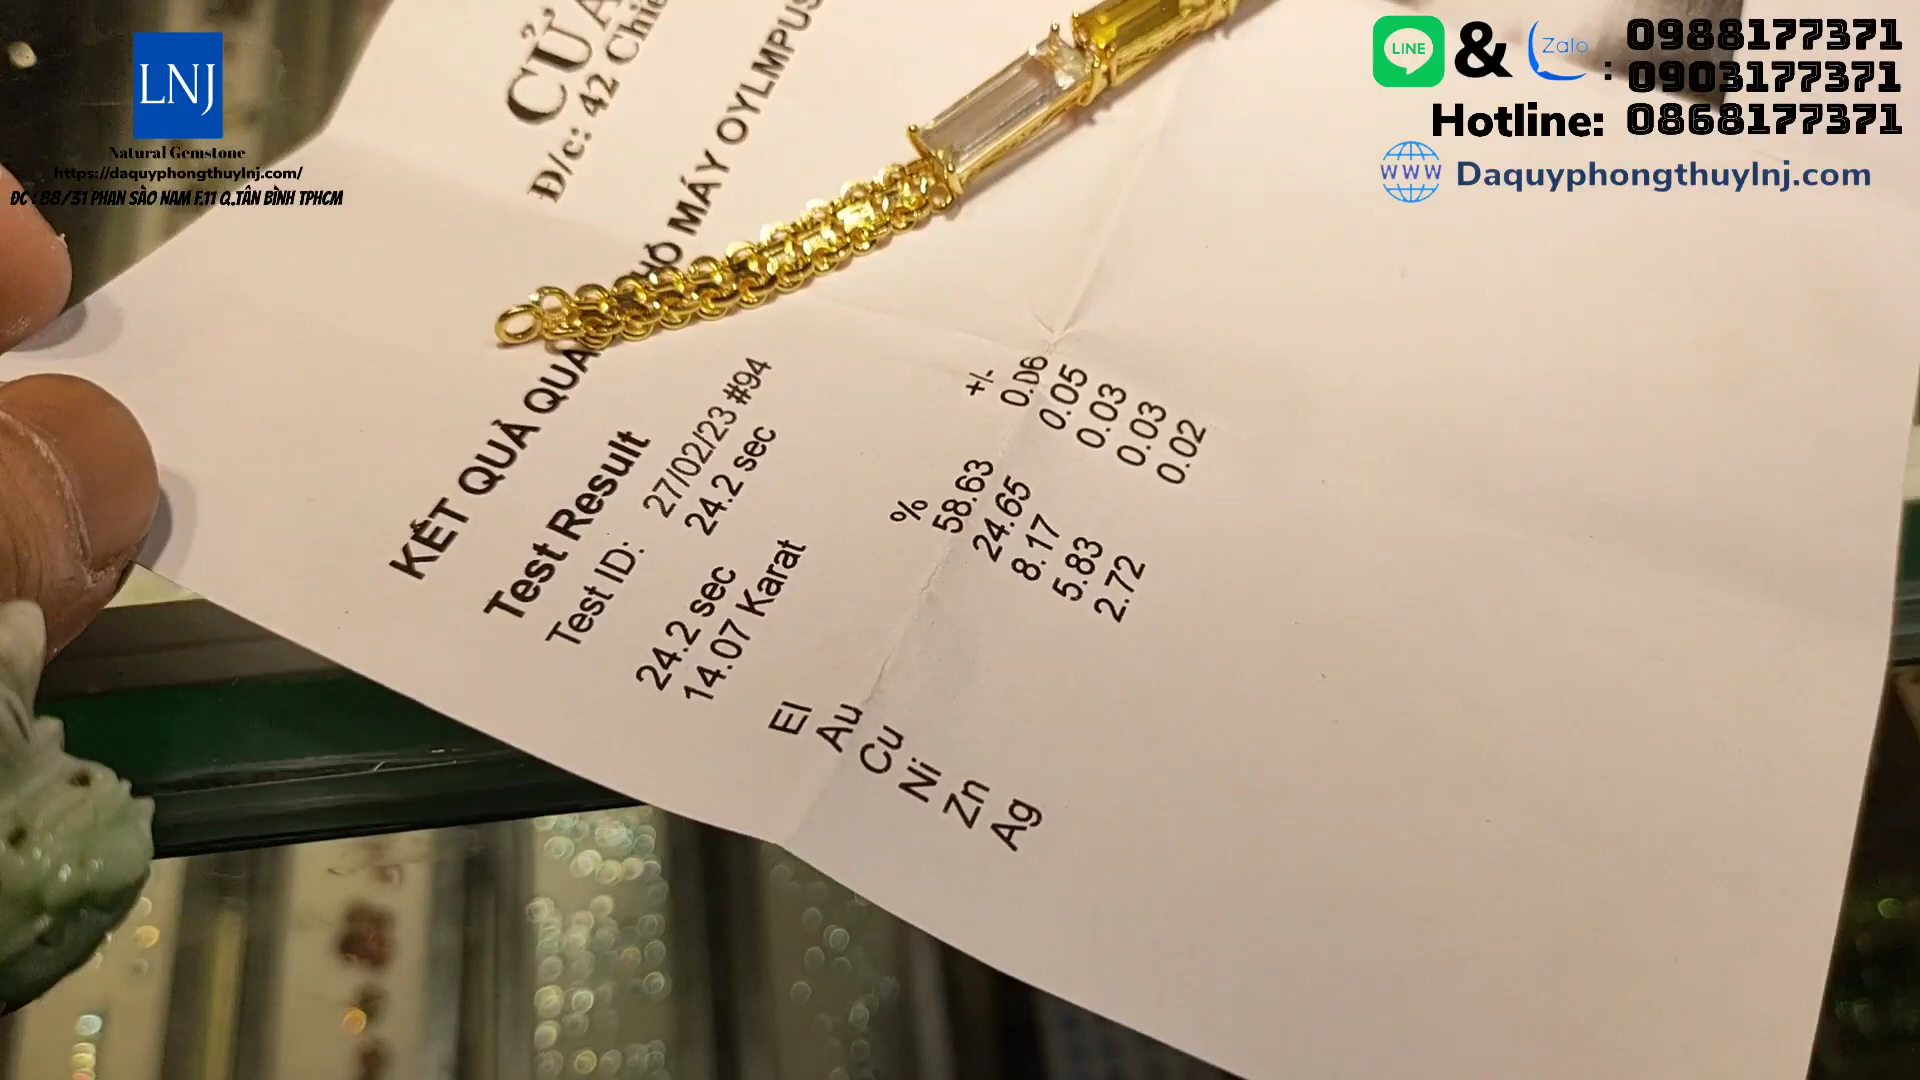 LNJ
Natural Gemstone
https://daquyphongthuylnj.com/
ĐC : 88/31 PHAN SÀO NAM F.11 Q.TÂN BÌNH TPHCM
LINE & Zalo : 0988177371
0903177371
Hotline: 0868177371
WWW Daquyphongthuylnj.com
Đ/c: 42
KẾT QUẢ QUA MÁY OYLMPUS
Test Result
Test ID: 27/02/23 #94
24.2 sec
24.2 sec
14.07 Karat
El % +/-
Au 58.63 0.06
Cu 24.65 0.05
Ni 8.17 0.03
Zn 5.83 0.03
Ag 2.72 0.02